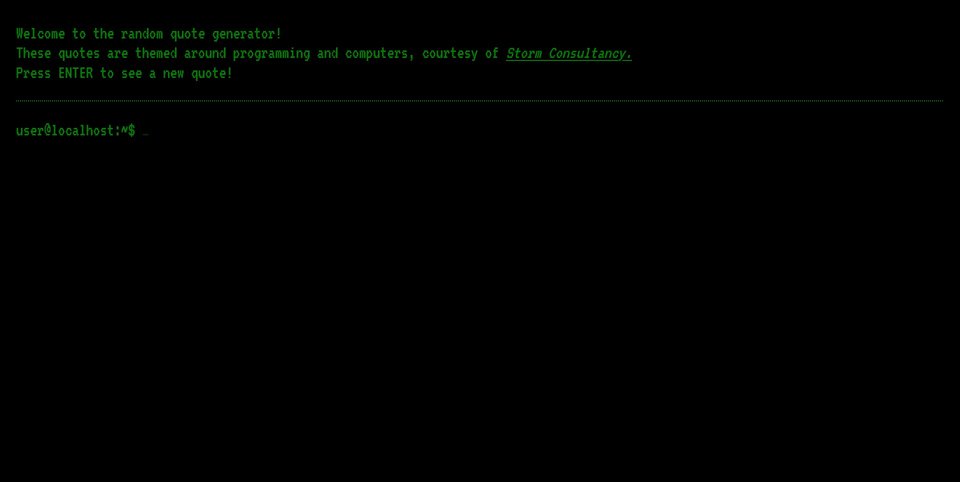 Welcome to the random quote generator!
These quotes are themed around programming and computers, courtesy of Storm Consultancy.
Press ENTER to see a new quote!
user@localhost:~$ _